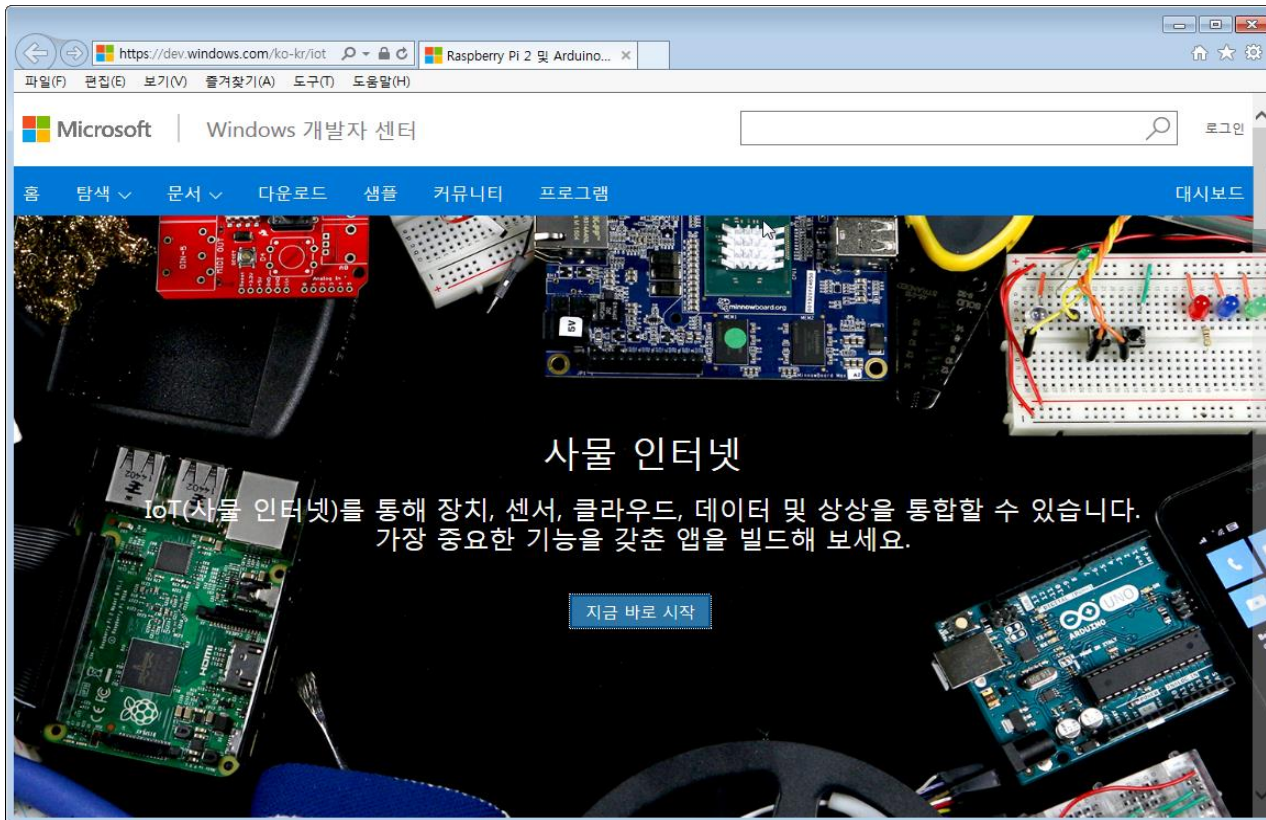 https://dev.windows.com/ko-kr/iot
Raspberry Pi 2 및 Arduino...
파일(F) 편집(E) 보기(V) 즐겨찾기(A) 도구(T) 도움말(H)
Microsoft Windows 개발자 센터
로그인
홈 탐색 문서 다운로드 샘플 커뮤니티 프로그램 대시보드
DIN-5
MIDI OUT
minnowboard.org
5V
사물 인터넷
IoT(사물 인터넷)를 통해 장치, 센서, 클라우드, 데이터 및 상상을 통합할 수 있습니다.
가장 중요한 기능을 갖춘 앱을 빌드해 보세요.
지금 바로 시작
HDMI
UNO
ARDUINO